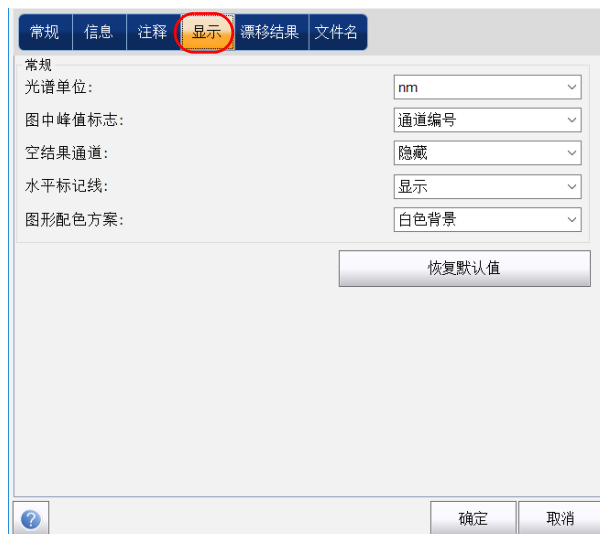 常规 信息 注释 显示 漂移结果 文件名
常规
光谱单位: nm
图中峰值标志: 通道编号
空结果通道: 隐藏
水平标记线: 显示
图形配色方案: 白色背景
恢复默认值
? 确定 取消